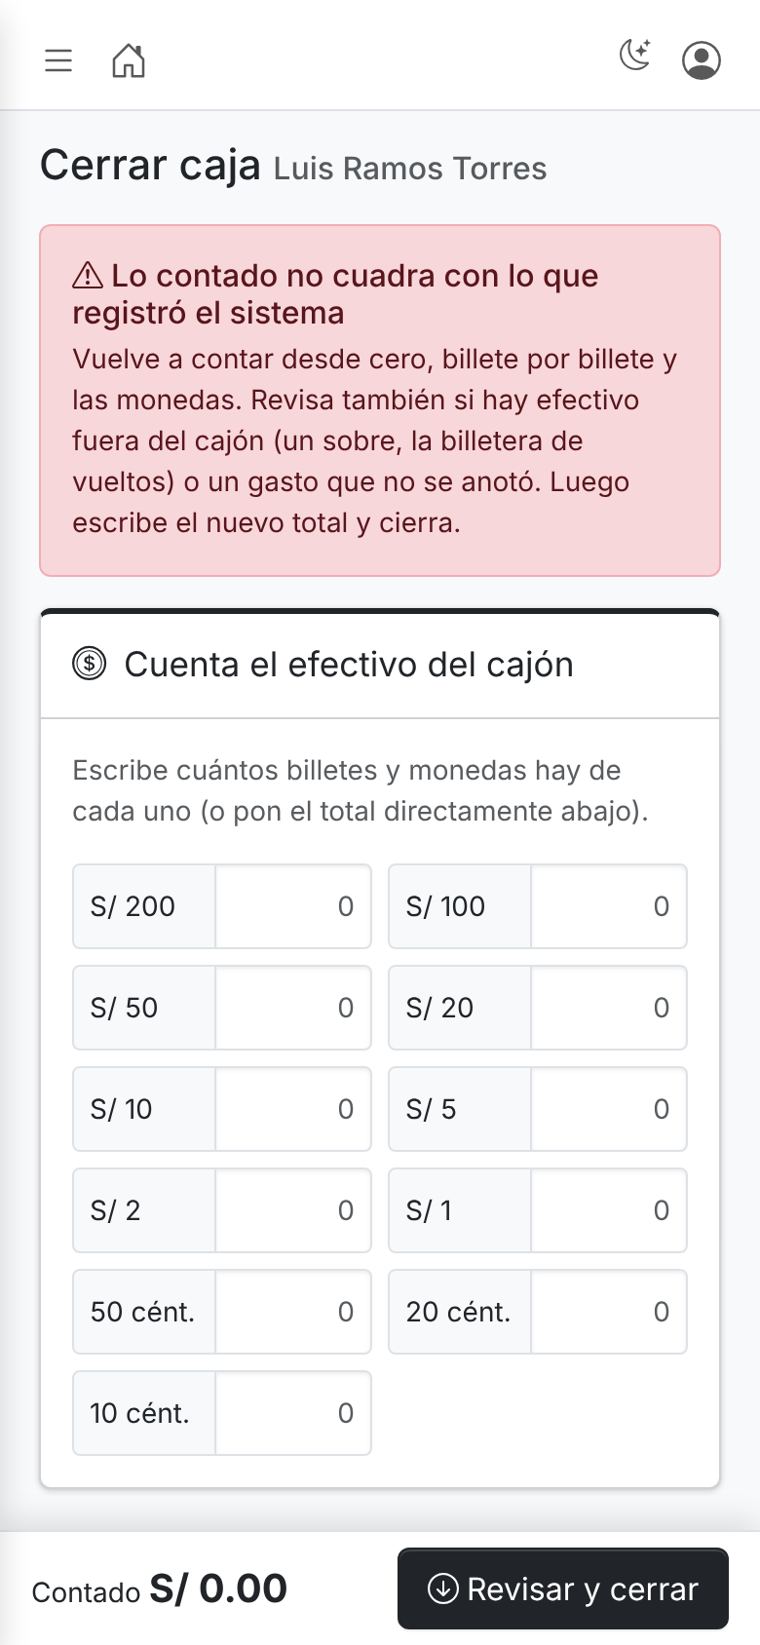 Cerrar caja Luis Ramos Torres
Lo contado no cuadra con lo que
registró el sistema
Vuelve a contar desde cero, billete por billete y
las monedas. Revisa también si hay efectivo
fuera del cajón (un sobre, la billetera de
vueltos) o un gasto que no se anotó. Luego
escribe el nuevo total y cierra.
$ Cuenta el efectivo del cajón
Escribe cuántos billetes y monedas hay de
cada uno (o pon el total directamente abajo).
S/ 200 0 S/ 100 0
S/ 50 0 S/ 20 0
S/ 10 0 S/ 5 0
S/ 2 0 S/ 1 0
50 cént. 0 20 cént. 0
10 cént. 0
Contado S/ 0.00 Revisar y cerrar